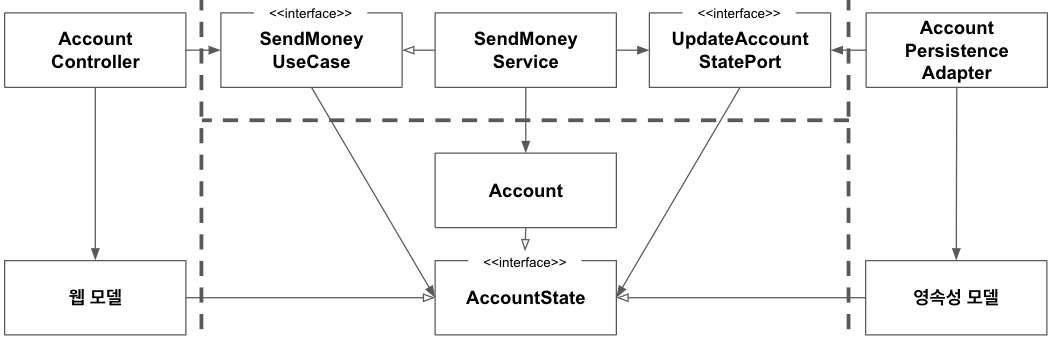 <<interface>>
<<interface>>
Account
Controller
SendMoney
UseCase
SendMoney
Service
UpdateAccount
StatePort
Account
Persistence
Adapter
Account
<<interface>>
웹 모델
AccountState
영속성 모델